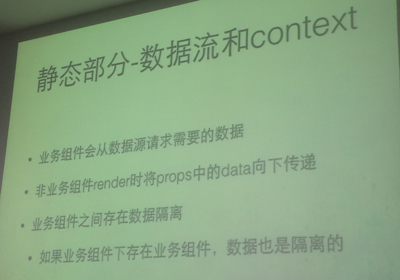 静态部分-数据流和context
• 业务组件会从数据源请求需要的数据
• 非业务组件render时将props中的data向下传递
• 业务组件之间存在数据隔离
• 如果业务组件下存在业务组件，数据也是隔离的